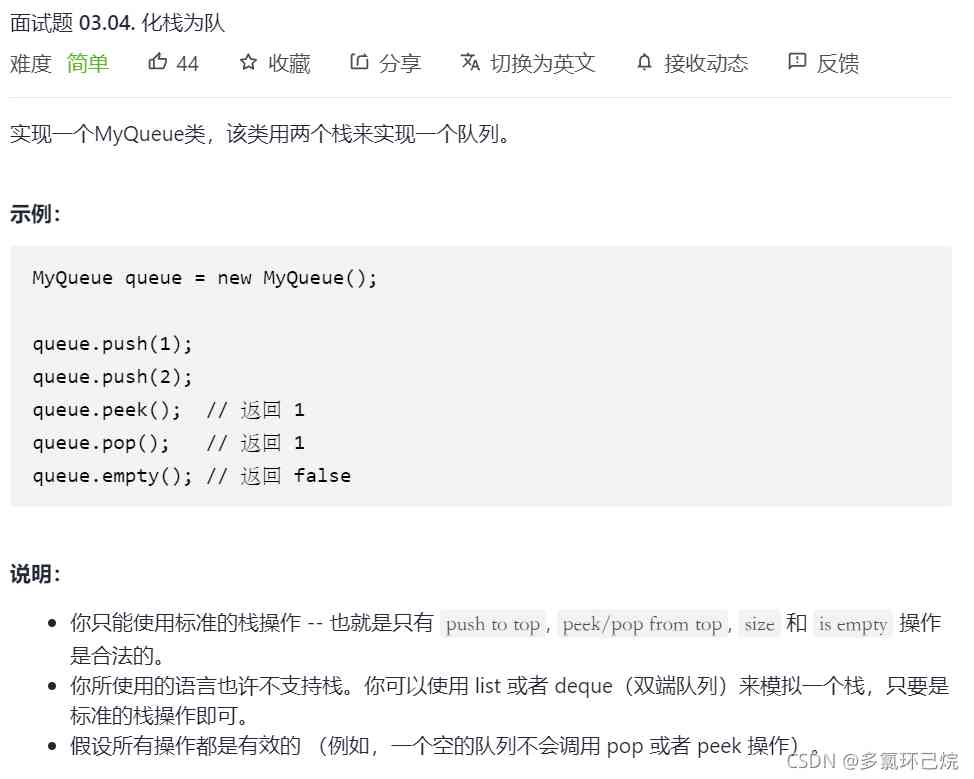 面试题 03.04. 化栈为队
难度 简单 44 收藏 分享 切换为英文 接收动态 反馈
实现一个MyQueue类，该类用两个栈来实现一个队列。
示例：
MyQueue queue = new MyQueue();
queue.push(1);
queue.push(2);
queue.peek();  // 返回 1
queue.pop();   // 返回 1
queue.empty(); // 返回 false
说明：
你只能使用标准的栈操作 -- 也就是只有 push to top, peek/pop from top, size 和 is empty 操作
是合法的。
你所使用的语言也许不支持栈。你可以使用 list 或者 deque（双端队列）来模拟一个栈，只要是
标准的栈操作即可。
假设所有操作都是有效的 （例如，一个空的队列不会调用 pop 或者 peek 操作）。
CSDN @多氯环己烷